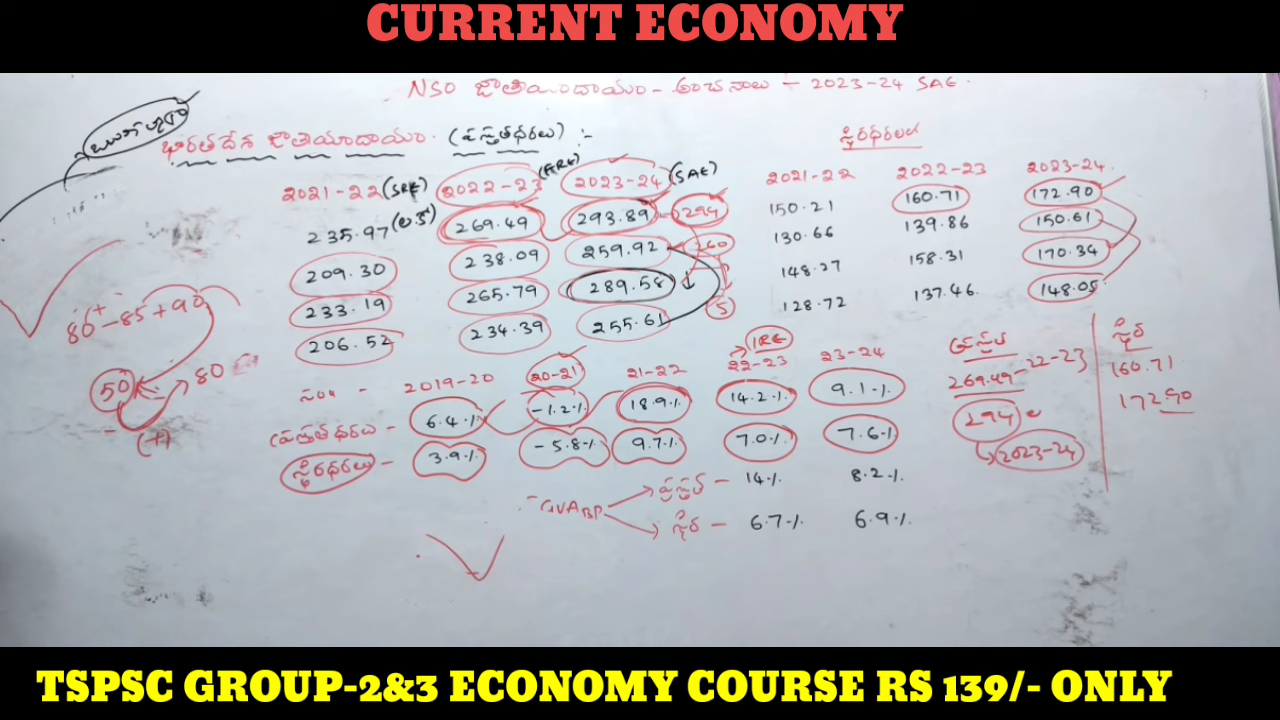 CURRENT ECONOMY
NSO జాతీయాదాయం - అంచనాలు - 2023-24 SAE.
భారతదేశ జాతీయాదాయం. (ప్రస్తుతధరలు) :-
స్థిరధరలు
2021-22 (SRE) 2022-23 (FRE) 2023-24 (SAE) 2021-22 2022-23 2023-24
235.97 (ల.కో) 269.49 293.89 - 294 150.21 160.71 172.90
209.30 238.09 259.92 260 130.66 139.86 150.61
233.19 265.79 289.58 ↓ 148.27 158.31 170.34
206.52 234.39 255.61 5 128.72 137.46 148.05
86 - 85 + 90
50 80
(+)
సం॥ - 2019-20 20-21 21-22 22-23 23-24
→ IRE
ప్రస్తుతధరలు - 6.4% -1.2% 18.9% 14.2% 9.1%
స్థిరధరలు - 3.9% -5.8% 9.7% 7.0% 7.6%
GVABP → ప్రస్తుత - 14% 8.2%
→ స్థిర - 6.7% 6.9%
ప్రస్తుత స్థిర
269.49 - 22-23 160.71
294 ల 172.90
2023-24
TSPSC GROUP-2&3 ECONOMY COURSE RS 139/- ONLY